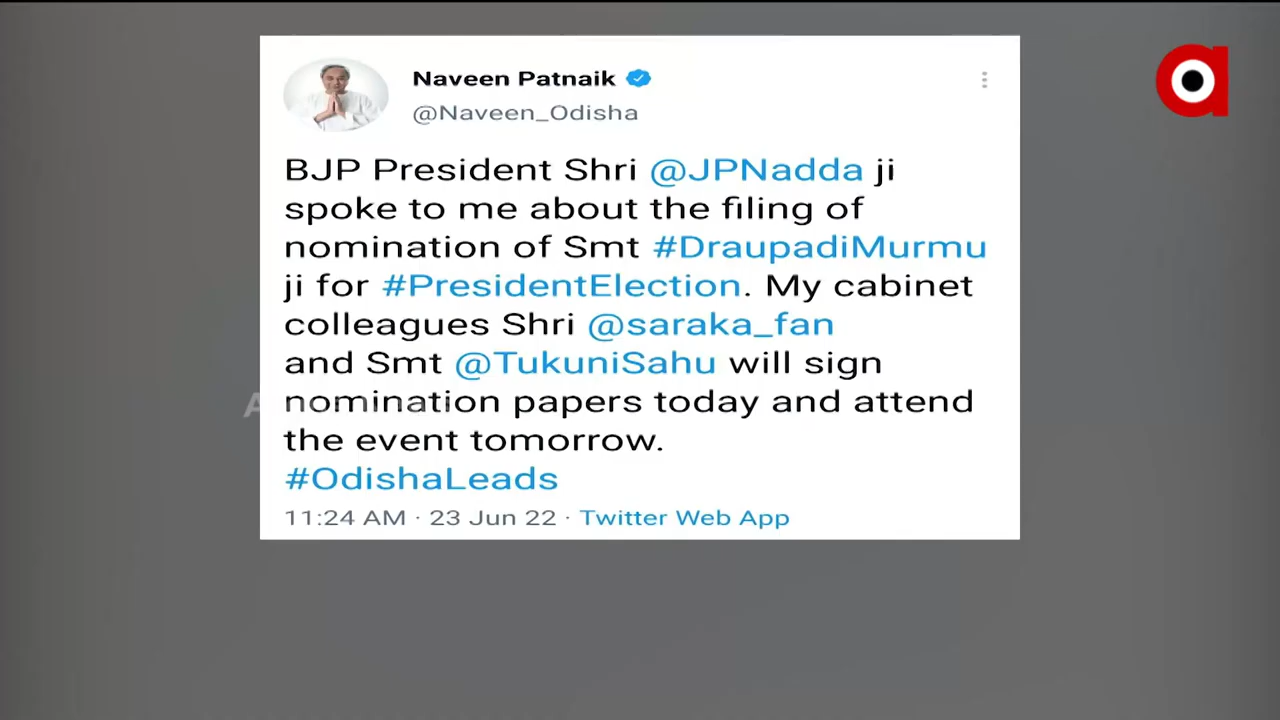 Naveen Patnaik
@Naveen_Odisha
BJP President Shri @JPNadda ji
spoke to me about the filing of
nomination of Smt #DraupadiMurmu
ji for #PresidentElection. My cabinet
colleagues Shri @saraka_fan
and Smt @TukuniSahu will sign
nomination papers today and attend
the event tomorrow.
#OdishaLeads
11:24 AM · 23 Jun 22 · Twitter Web App